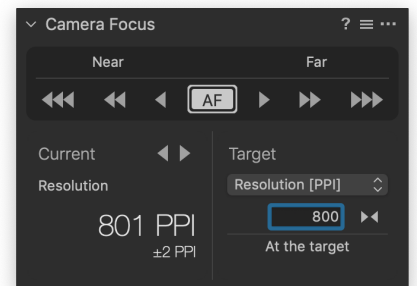 Camera Focus ?
Near Far
AF
Current Target
Resolution Resolution [PPI]
801 PPI 800
±2 PPI At the target